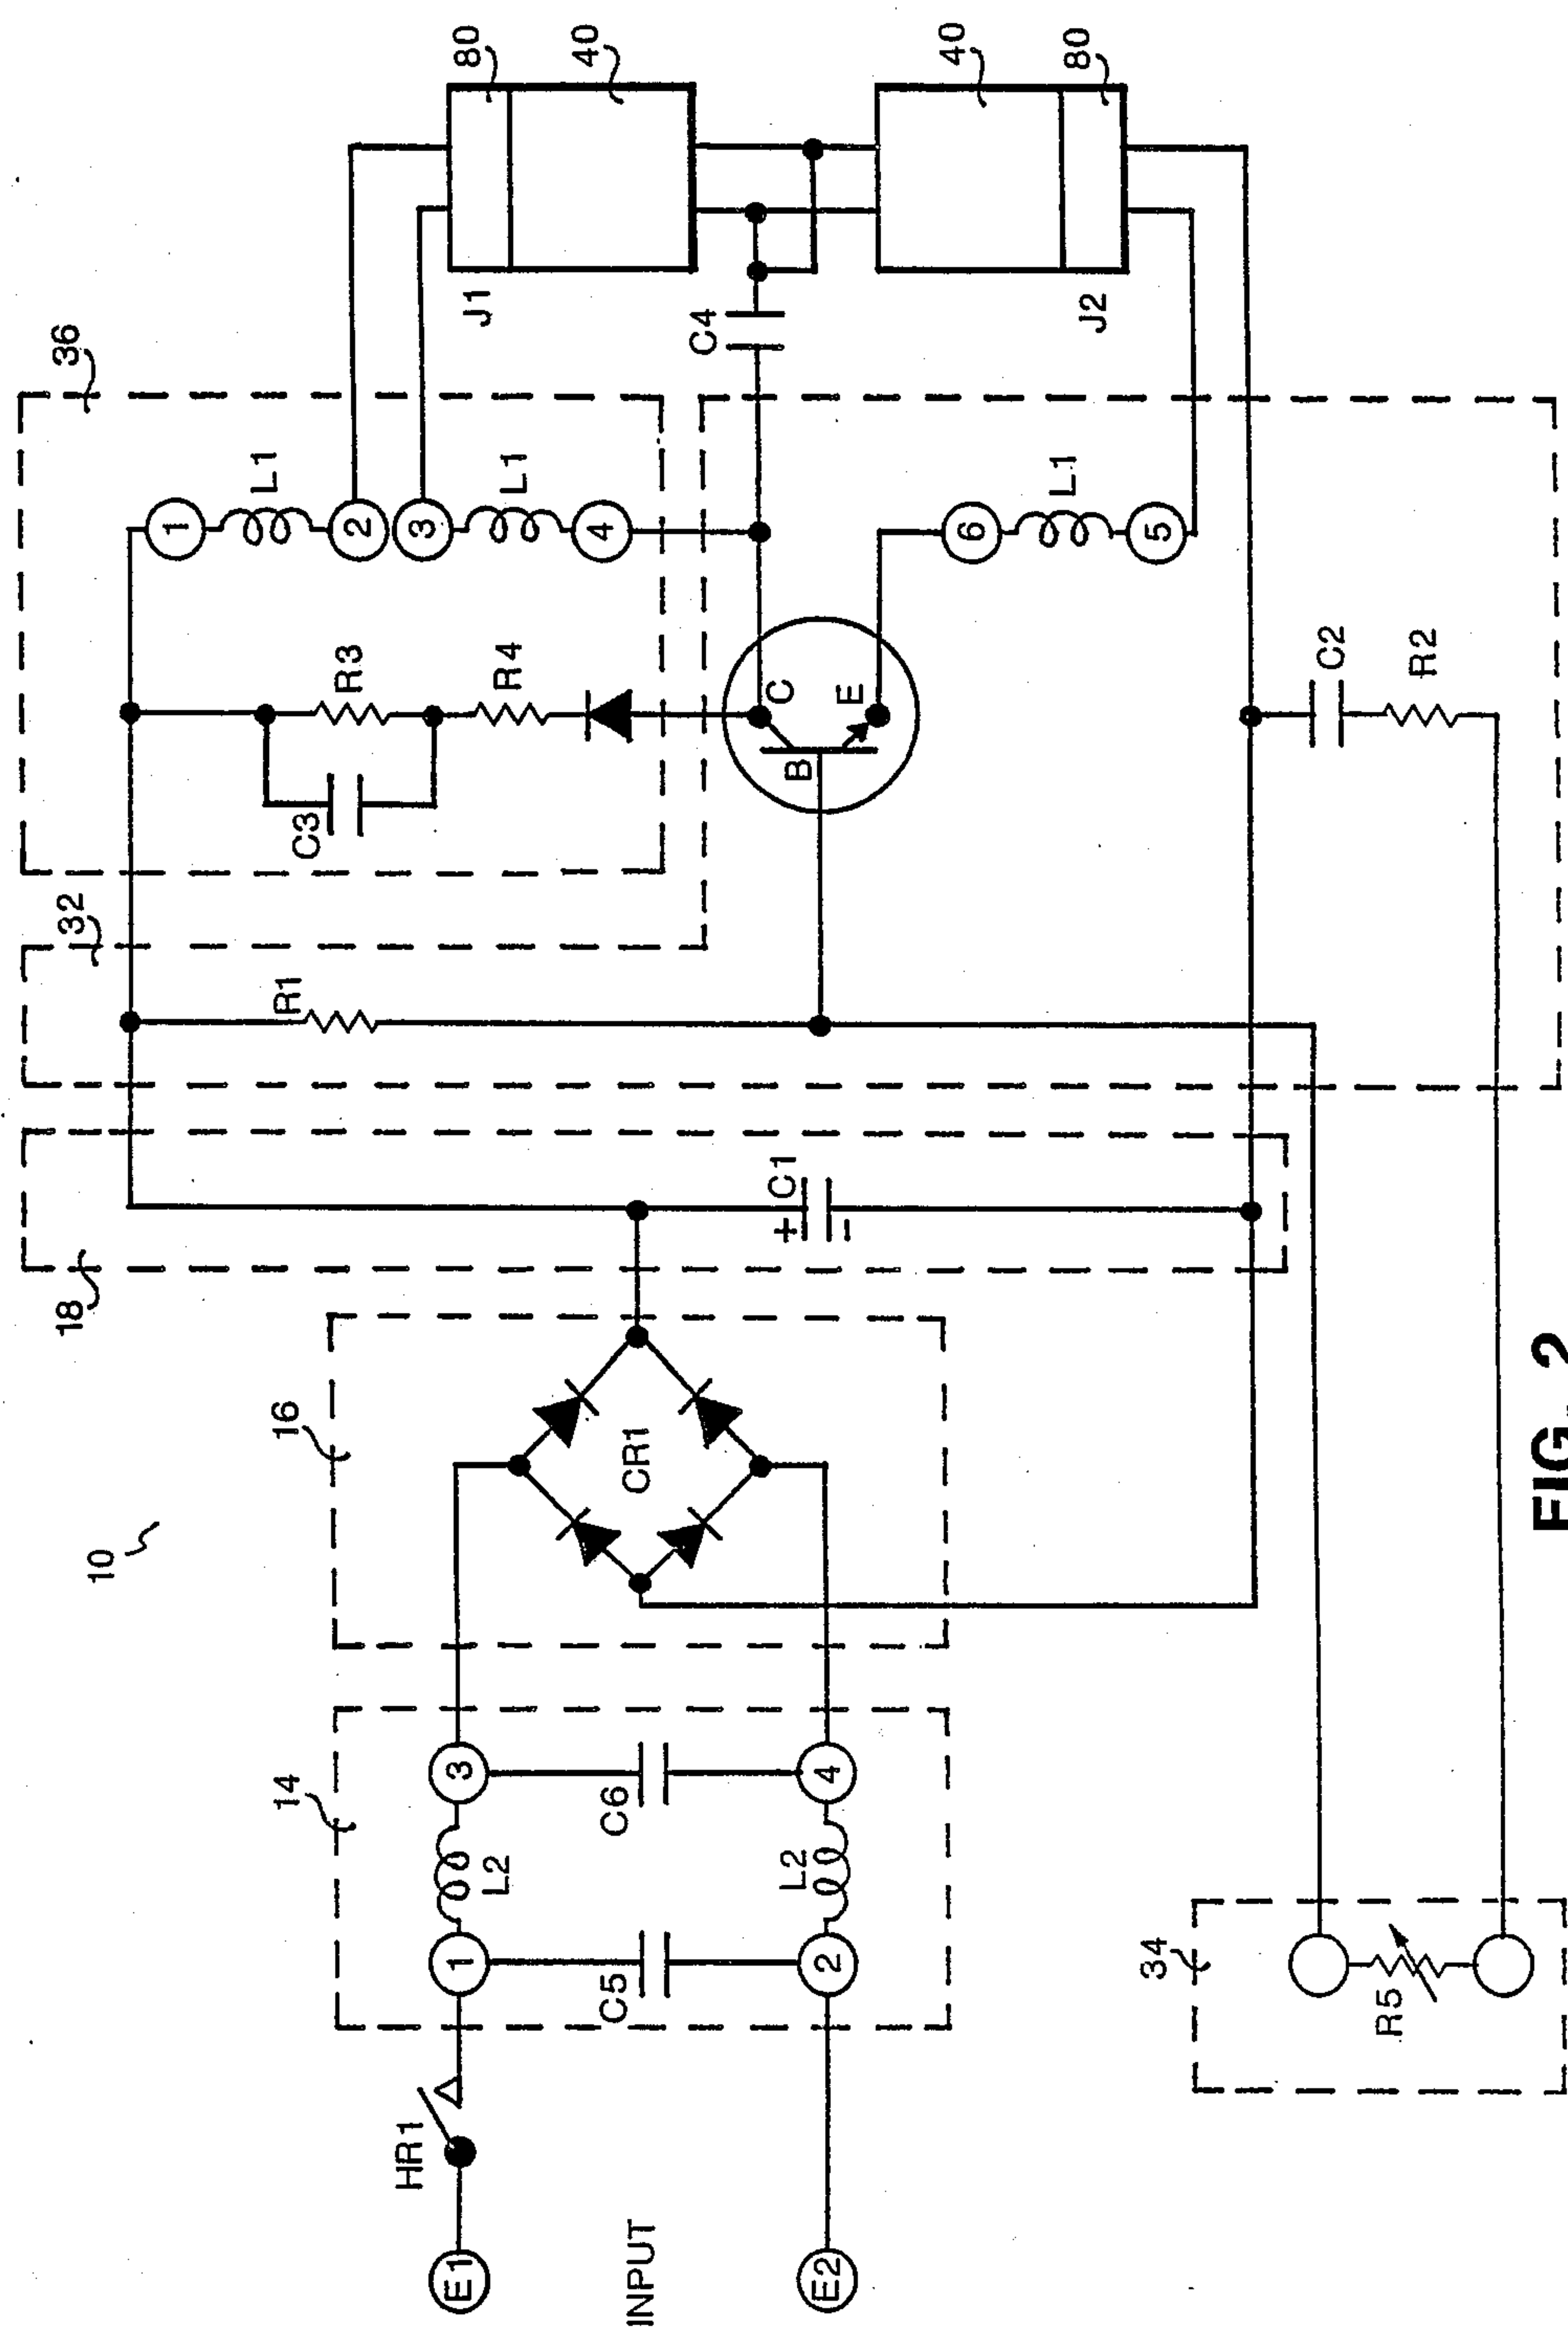 10
18
32
36
16
14
34
HR1
E1
INPUT
E2
1
2
3
4
L2
L2
C5
C6
CR1
+
C1
-
R1
C3
R3
R4
1
L1
2
3
L1
4
B
C
E
6
L1
5
C4
J1
80
40
40
80
J2
C2
R2
R5
FIG. 2